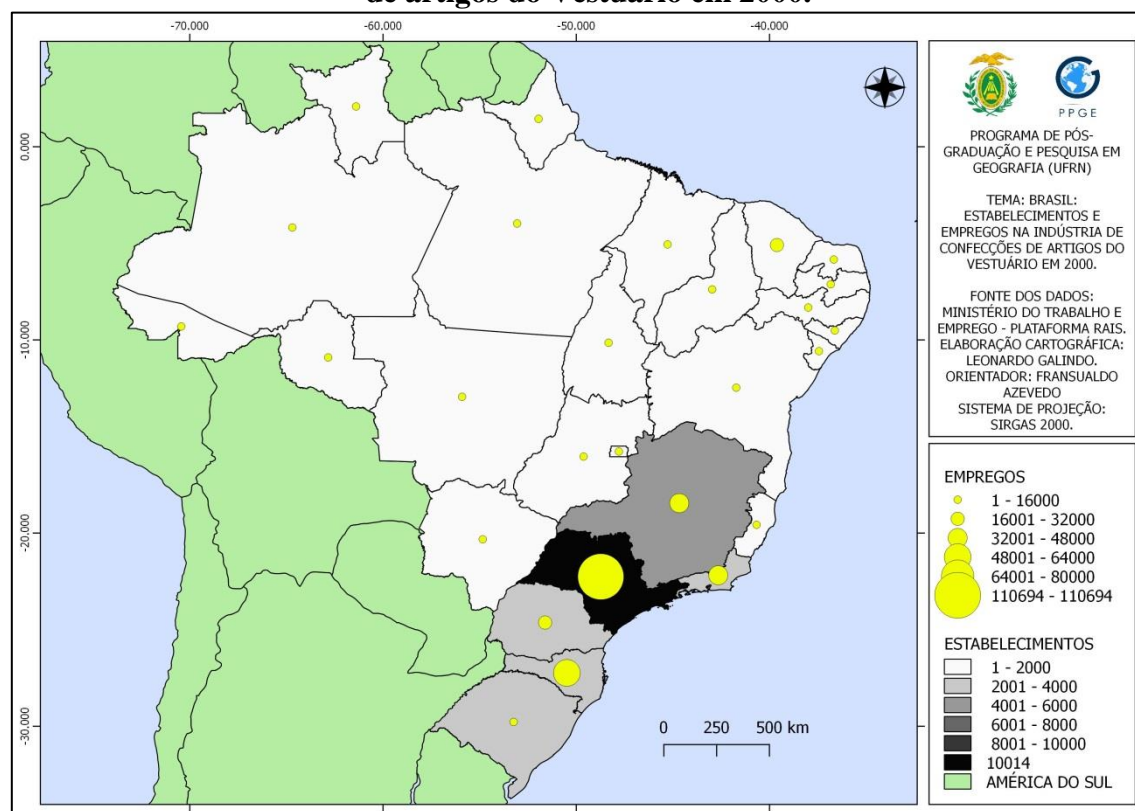 de artigos do Vestuário em 2000.
-70.000
-60.000
-50.000
-40.000
0.000
-10.000
-20.000
-30.000
0 250 500 km
PPGE
PROGRAMA DE PÓS-
GRADUAÇÃO E PESQUISA EM
GEOGRAFIA (UFRN)
TEMA: BRASIL:
ESTABELECIMENTOS E
EMPREGOS NA INDÚSTRIA DE
CONFECÇÕES DE ARTIGOS DO
VESTUÁRIO EM 2000.
FONTE DOS DADOS:
MINISTÉRIO DO TRABALHO E
EMPREGO - PLATAFORMA RAIS.
ELABORAÇÃO CARTOGRÁFICA:
LEONARDO GALINDO.
ORIENTADOR: FRANSUALDO
AZEVEDO
SISTEMA DE PROJEÇÃO:
SIRGAS 2000.
EMPREGOS
1 - 16000
16001 - 32000
32001 - 48000
48001 - 64000
64001 - 80000
110694 - 110694
ESTABELECIMENTOS
1 - 2000
2001 - 4000
4001 - 6000
6001 - 8000
8001 - 10000
10014
AMÉRICA DO SUL